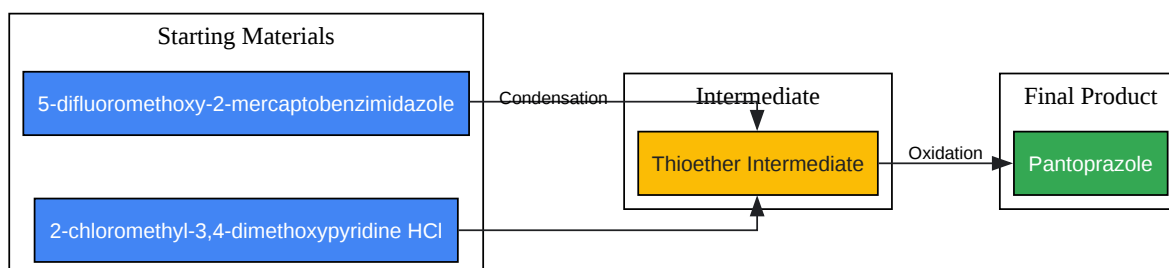 Starting Materials
5-difluoromethoxy-2-mercaptobenzimidazole
2-chloromethyl-3,4-dimethoxypyridine HCl
Condensation
Intermediate
Thioether Intermediate
Oxidation
Final Product
Pantoprazole